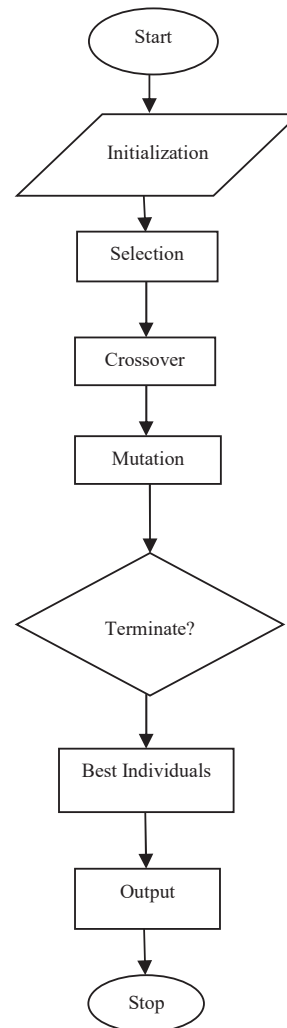 Start
Initialization
Selection
Crossover
Mutation
Terminate?
Best Individuals
Output
Stop